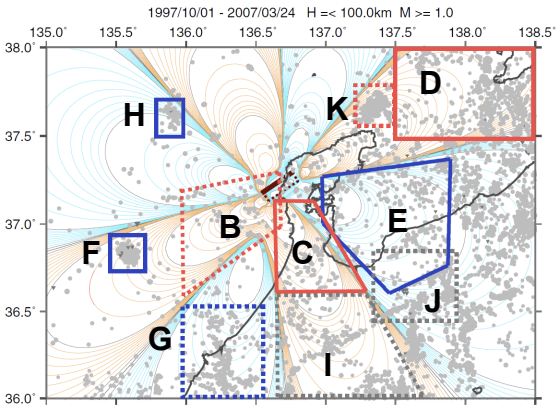 1997/10/01 - 2007/03/24 H =< 100.0km M >= 1.0
135.0˚ 135.5˚ 136.0˚ 136.5˚ 137.0˚ 137.5˚ 138.0˚ 138.5˚
38.0˚
D
K
H
37.5˚
37.0˚
B
E
F
C
36.5˚
J
G
I
36.0˚